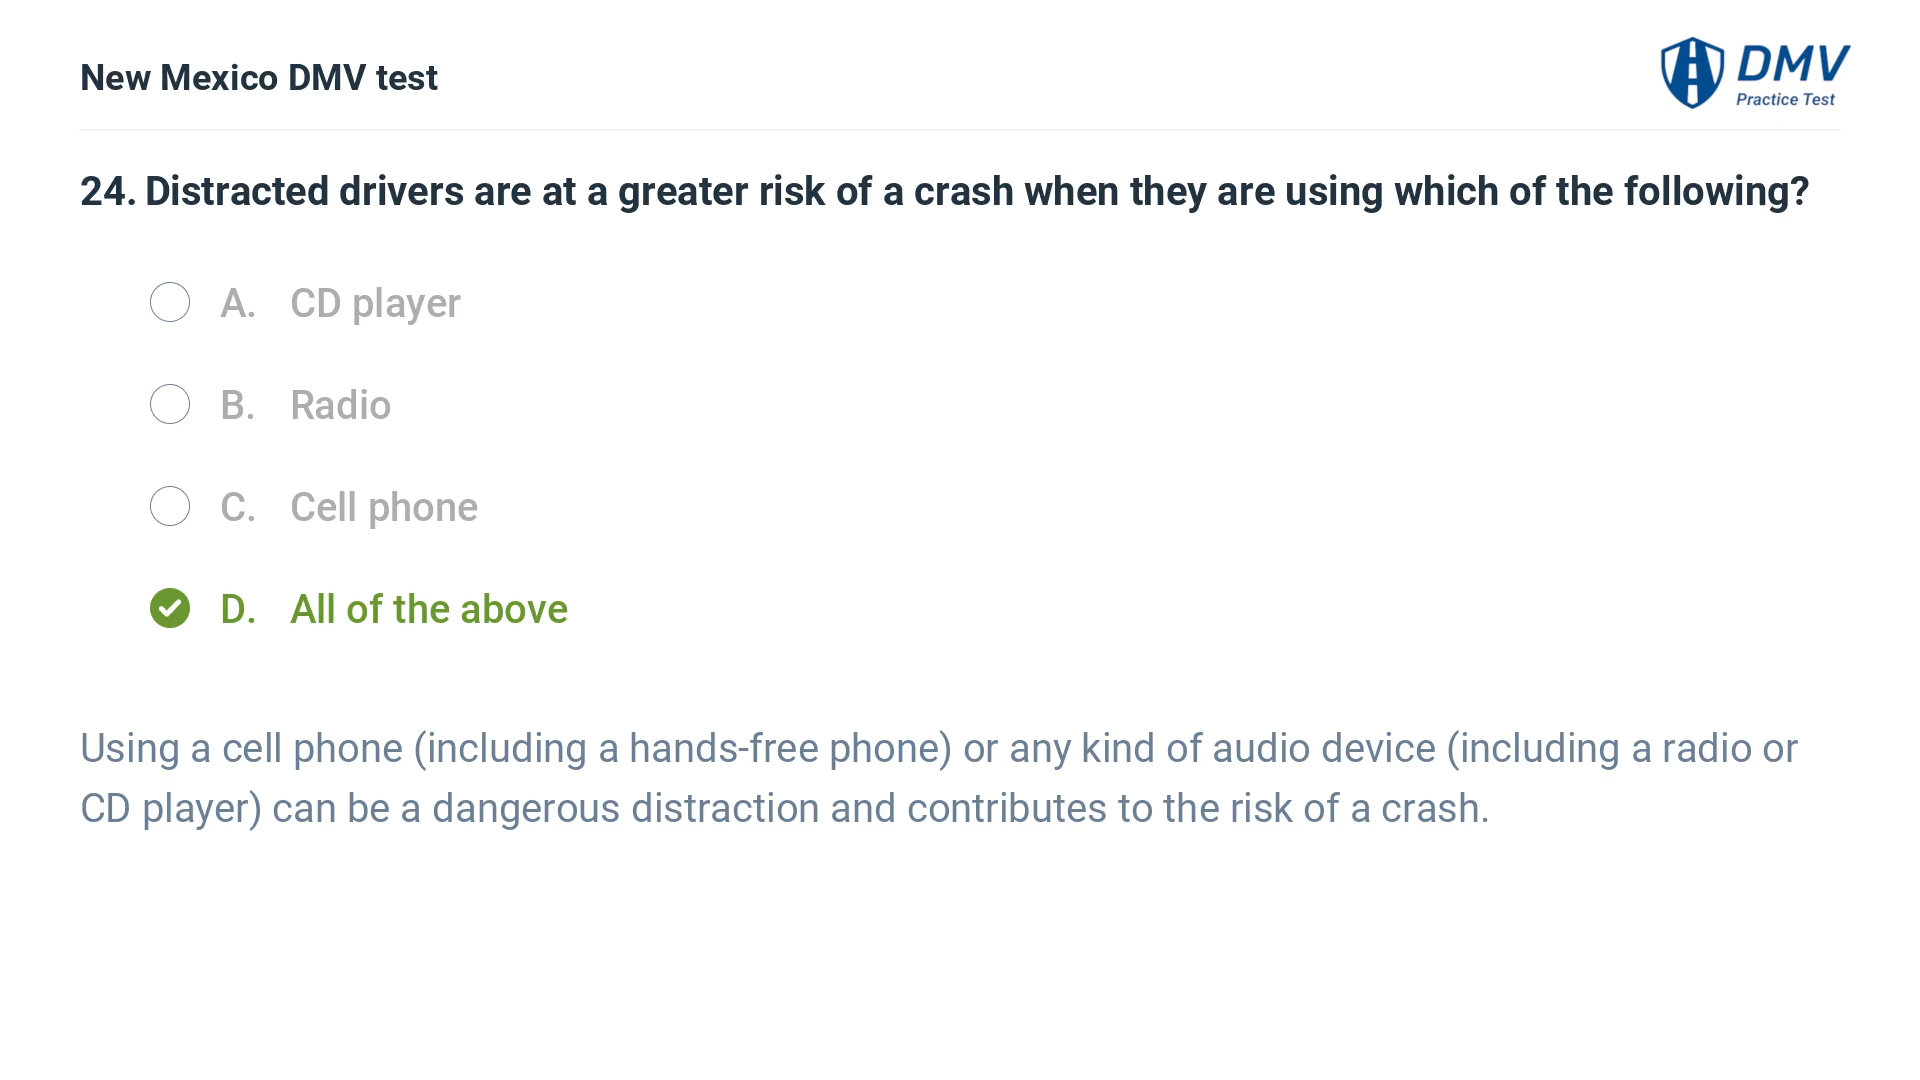 New Mexico DMV test
DMV
Practice Test
24. Distracted drivers are at a greater risk of a crash when they are using which of the following?
A. CD player
B. Radio
C. Cell phone
D. All of the above
Using a cell phone (including a hands-free phone) or any kind of audio device (including a radio or
CD player) can be a dangerous distraction and contributes to the risk of a crash.